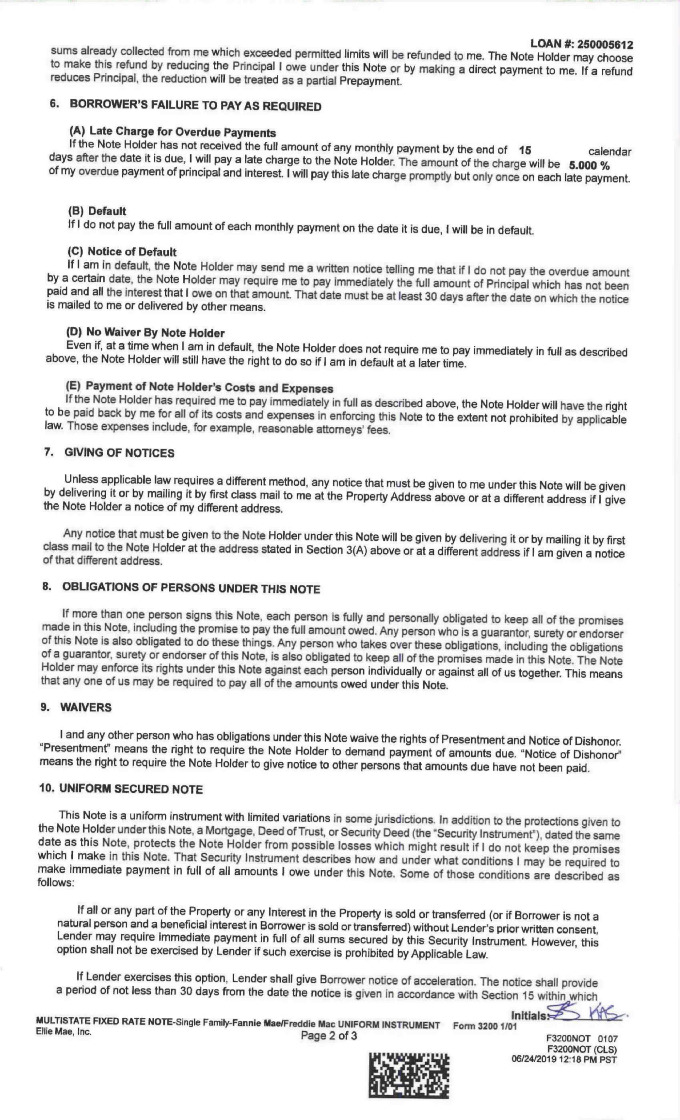 LOAN #: 250005612
sums already collected from me which exceeded permitted limits will be refunded to me. The Note Holder may choose
to make this refund by reducing the Principal I owe under this Note or by making a direct payment to me. If a refund
reduces Principal, the reduction will be treated as a partial Prepayment.
6. BORROWER'S FAILURE TO PAY AS REQUIRED
(A) Late Charge for Overdue Payments
If the Note Holder has not received the full amount of any monthly payment by the end of 15 calendar
days after the date it is due, I will pay a late charge to the Note Holder. The amount of the charge will be 5.000 %
of my overdue payment of principal and interest. I will pay this late charge promptly but only once on each late payment.
(B) Default
If I do not pay the full amount of each monthly payment on the date it is due, I will be in default.
(C) Notice of Default
If I am in default, the Note Holder may send me a written notice telling me that if I do not pay the overdue amount
by a certain date, the Note Holder may require me to pay immediately the full amount of Principal which has not been
paid and all the interest that I owe on that amount. That date must be at least 30 days after the date on which the notice
is mailed to me or delivered by other means.
(D) No Waiver By Note Holder
Even if, at a time when I am in default, the Note Holder does not require me to pay immediately in full as described
above, the Note Holder will still have the right to do so if I am in default at a later time.
(E) Payment of Note Holder's Costs and Expenses
If the Note Holder has required me to pay immediately in full as described above, the Note Holder will have the right
to be paid back by me for all of its costs and expenses in enforcing this Note to the extent not prohibited by applicable
law. Those expenses include, for example, reasonable attorneys' fees.
7. GIVING OF NOTICES
Unless applicable law requires a different method, any notice that must be given to me under this Note will be given
by delivering it or by mailing it by first class mail to me at the Property Address above or at a different address if I give
the Note Holder a notice of my different address.
Any notice that must be given to the Note Holder under this Note will be given by delivering it or by mailing it by first
class mail to the Note Holder at the address stated in Section 3(A) above or at a different address if I am given a notice
of that different address.
8. OBLIGATIONS OF PERSONS UNDER THIS NOTE
If more than one person signs this Note, each person is fully and personally obligated to keep all of the promises
made in this Note, including the promise to pay the full amount owed. Any person who is a guarantor, surety or endorser
of this Note is also obligated to do these things. Any person who takes over these obligations, including the obligations
of a guarantor, surety or endorser of this Note, is also obligated to keep all of the promises made in this Note. The Note
Holder may enforce its rights under this Note against each person individually or against all of us together. This means
that any one of us may be required to pay all of the amounts owed under this Note.
9. WAIVERS
I and any other person who has obligations under this Note waive the rights of Presentment and Notice of Dishonor.
"Presentment" means the right to require the Note Holder to demand payment of amounts due. "Notice of Dishonor"
means the right to require the Note Holder to give notice to other persons that amounts due have not been paid.
10. UNIFORM SECURED NOTE
This Note is a uniform instrument with limited variations in some jurisdictions. In addition to the protections given to
the Note Holder under this Note, a Mortgage, Deed of Trust, or Security Deed (the "Security Instrument"), dated the same
date as this Note, protects the Note Holder from possible losses which might result if I do not keep the promises
which I make in this Note. That Security Instrument describes how and under what conditions I may be required to
make immediate payment in full of all amounts I owe under this Note. Some of those conditions are described as
follows:
If all or any part of the Property or any Interest in the Property is sold or transferred (or if Borrower is not a
natural person and a beneficial interest in Borrower is sold or transferred) without Lender's prior written consent,
Lender may require immediate payment in full of all sums secured by this Security Instrument. However, this
option shall not be exercised by Lender if such exercise is prohibited by Applicable Law.
If Lender exercises this option, Lender shall give Borrower notice of acceleration. The notice shall provide
a period of not less than 30 days from the date the notice is given in accordance with Section 15 within which
Initials: KAS
MULTISTATE FIXED RATE NOTE-Single Family-Fannie Mae/Freddie Mac UNIFORM INSTRUMENT Form 3200 1/01
Ellie Mae, Inc.
Page 2 of 3
F3200NOT 0107
F3200NOT (CLS)
06/24/2019 12:18 PM PST